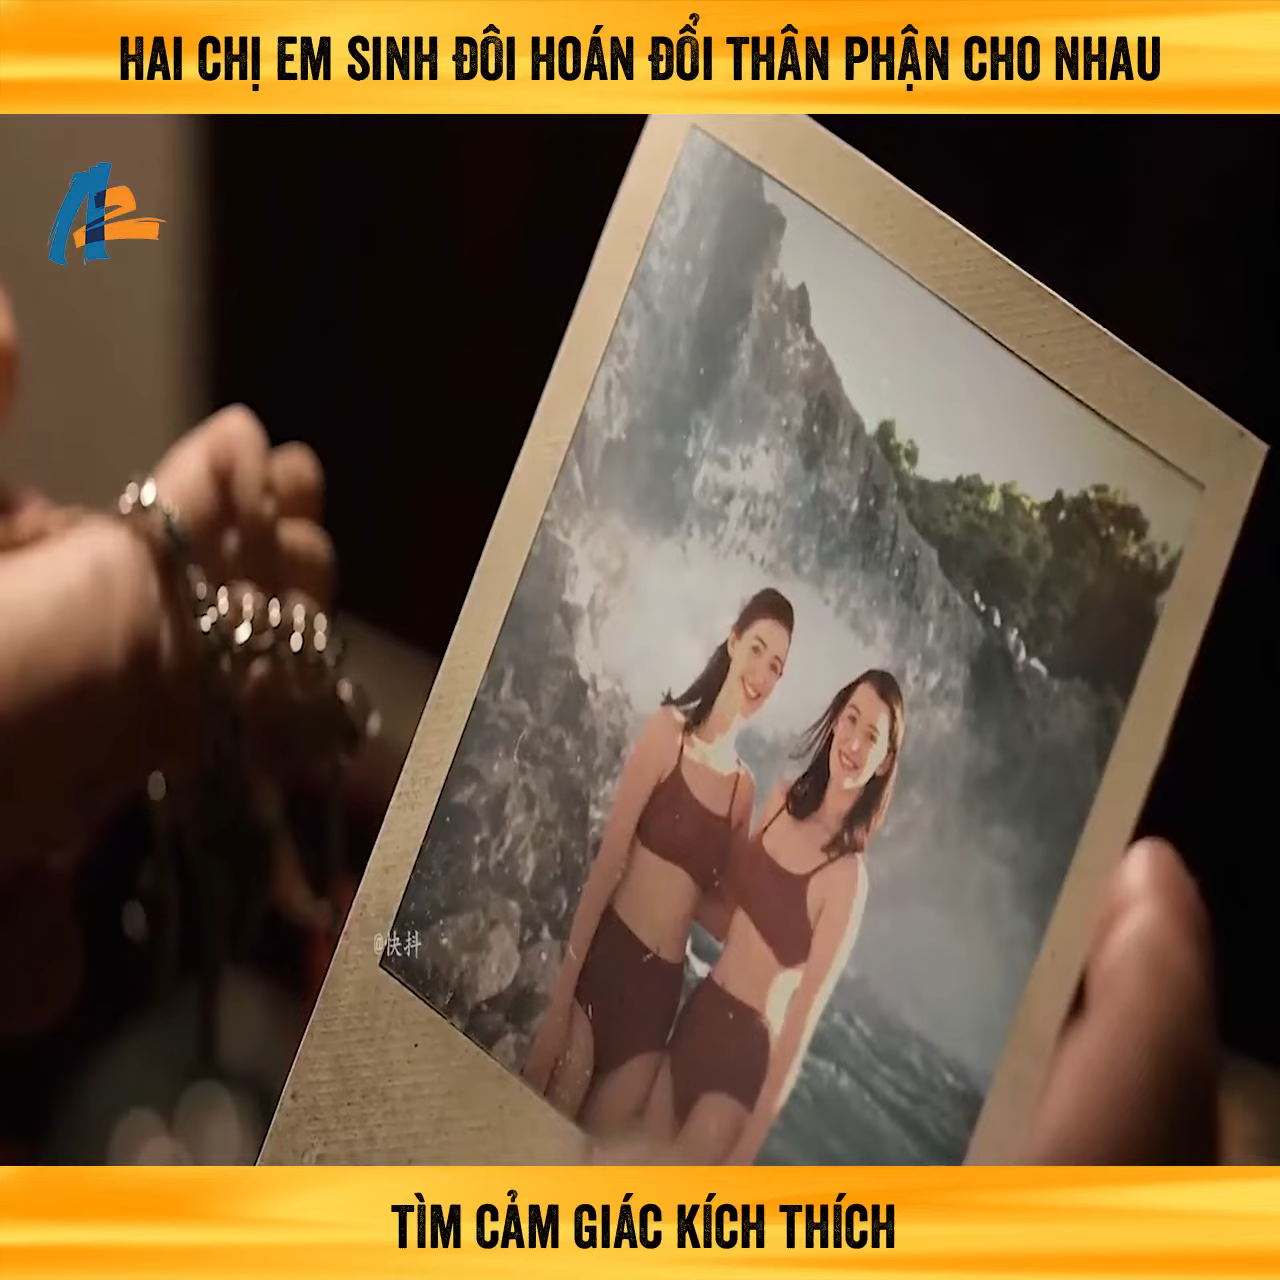 HAI CHỊ EM SINH ĐÔI HOÁN ĐỔI THÂN PHẬN CHO NHAU
@快抖
TÌM CẢM GIÁC KÍCH THÍCH